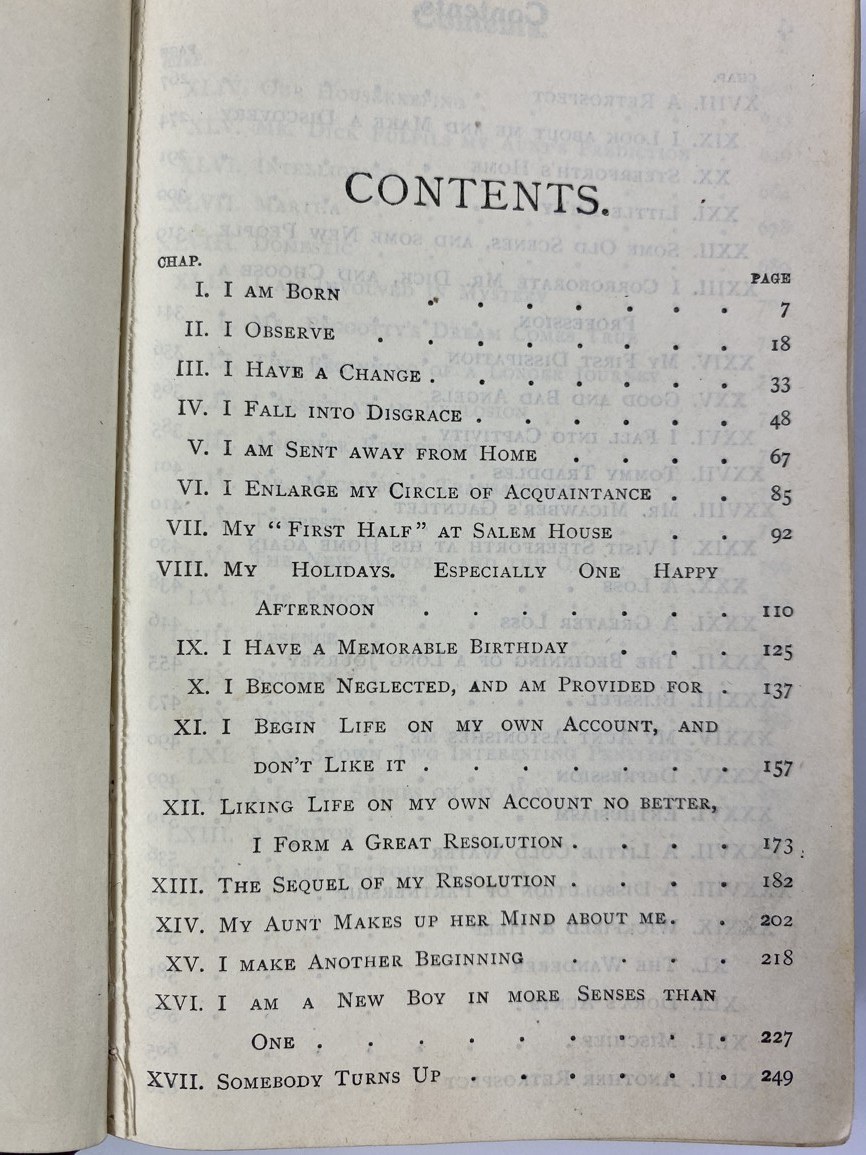 CONTENTS.
CHAP.
PAGE
I. I AM BORN . . . . . . . 7
II. I OBSERVE . . . . . . . . 18
III. I HAVE A CHANGE . . . . . . . 33
IV. I FALL INTO DISGRACE . . . . . . 48
V. I AM SENT AWAY FROM HOME . . . . 67
VI. I ENLARGE MY CIRCLE OF ACQUAINTANCE . . 85
VII. MY “FIRST HALF” AT SALEM HOUSE . . 92
VIII. MY HOLIDAYS. ESPECIALLY ONE HAPPY
AFTERNOON . . . . . . . 110
IX. I HAVE A MEMORABLE BIRTHDAY . . . 125
X. I BECOME NEGLECTED, AND AM PROVIDED FOR . 137
XI. I BEGIN LIFE ON MY OWN ACCOUNT, AND
DON’T LIKE IT . . . . . . . 157
XII. LIKING LIFE ON MY OWN ACCOUNT NO BETTER,
I FORM A GREAT RESOLUTION . . . . 173
XIII. THE SEQUEL OF MY RESOLUTION . . . . 182
XIV. MY AUNT MAKES UP HER MIND ABOUT ME . . 202
XV. I MAKE ANOTHER BEGINNING . . . . 218
XVI. I AM A NEW BOY IN MORE SENSES THAN
ONE . . . . . . . . . 227
XVII. SOMEBODY TURNS UP . . . . . . 249